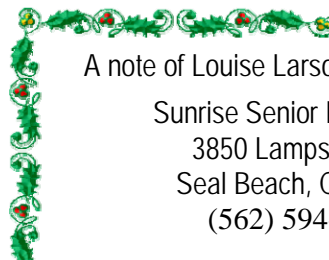 A note of Louise Larso
Sunrise Senior
3850 Lamps
Seal Beach,
(562) 594